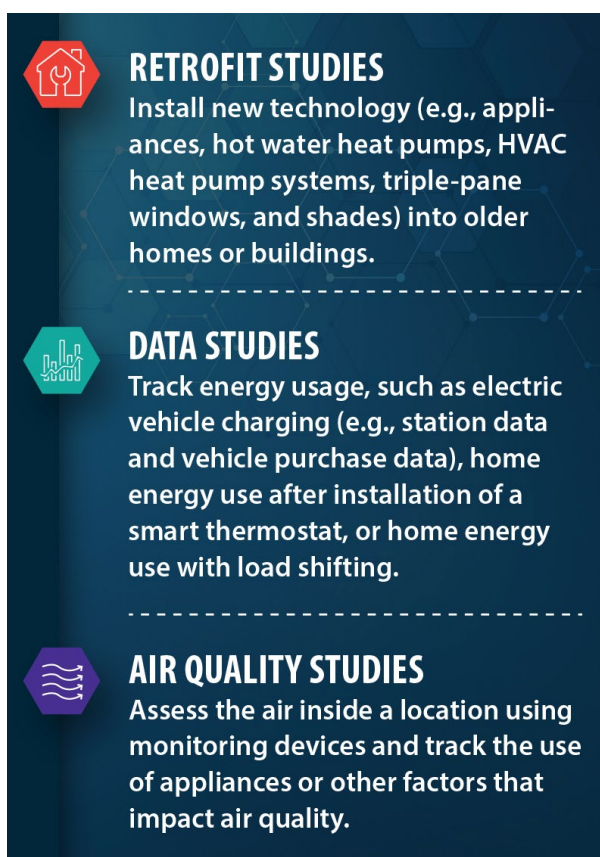 RETROFIT STUDIES
Install new technology (e.g., appli-
ances, hot water heat pumps, HVAC
heat pump systems, triple-pane
windows, and shades) into older
homes or buildings.
DATA STUDIES
Track energy usage, such as electric
vehicle charging (e.g., station data
and vehicle purchase data), home
energy use after installation of a
smart thermostat, or home energy
use with load shifting.
AIR QUALITY STUDIES
Assess the air inside a location using
monitoring devices and track the use
of appliances or other factors that
impact air quality.